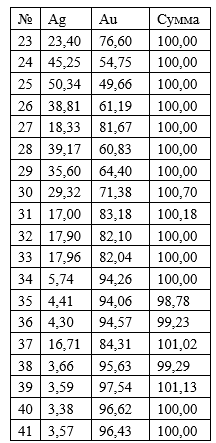 № Ag Au Сумма
23 23,40 76,60 100,00
24 45,25 54,75 100,00
25 50,34 49,66 100,00
26 38,81 61,19 100,00
27 18,33 81,67 100,00
28 39,17 60,83 100,00
29 35,60 64,40 100,00
30 29,32 71,38 100,70
31 17,00 83,18 100,18
32 17,90 82,10 100,00
33 17,96 82,04 100,00
34 5,74 94,26 100,00
35 4,41 94,06 98,78
36 4,30 94,57 99,23
37 16,71 84,31 101,02
38 3,66 95,63 99,29
39 3,59 97,54 101,13
40 3,38 96,62 100,00
41 3,57 96,43 100,00